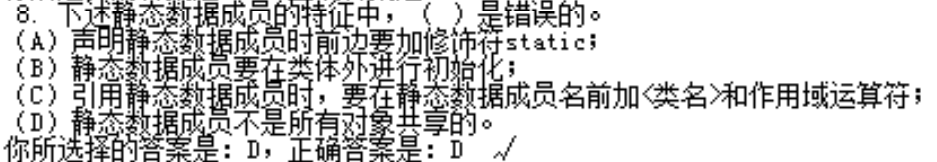 8. 下述静态数据成员的特征中，（ ）是错误的。
(A) 声明静态数据成员时前边要加修饰符static；
(B) 静态数据成员要在类体外进行初始化；
(C) 引用静态数据成员时，要在静态数据成员名前加<类名>和作用域运算符；
(D) 静态数据成员不是所有对象共享的。
你所选择的答案是：D，正确答案是：D √